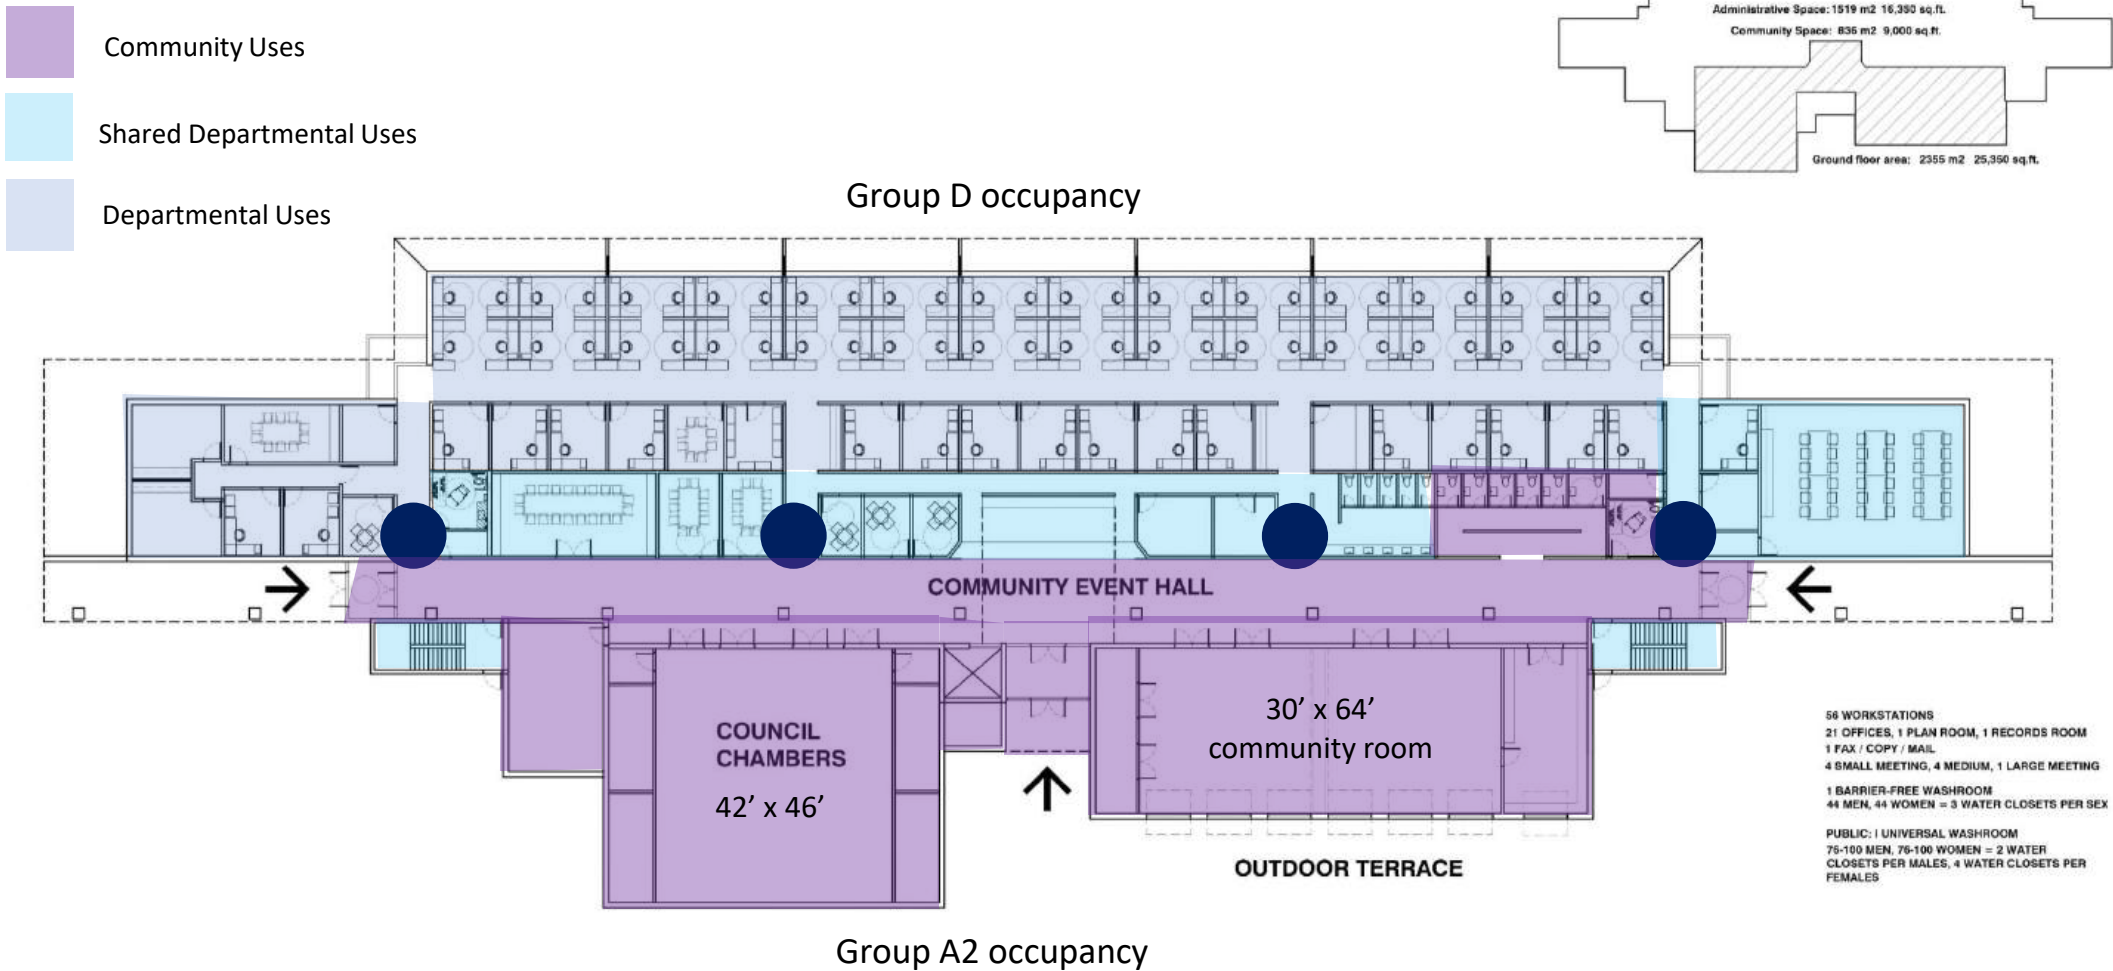 Community Uses
Shared Departmental Uses
Departmental Uses
Administrative Space: 1519 m2 16,350 sq.ft.
Community Space: 836 m2 9,000 sq.ft.
Ground floor area: 2355 m2 25,350 sq.ft.
Group D occupancy
COMMUNITY EVENT HALL
COUNCIL
CHAMBERS
42’ x 46’
30’ x 64’
community room
OUTDOOR TERRACE
56 WORKSTATIONS
21 OFFICES, 1 PLAN ROOM, 1 RECORDS ROOM
1 FAX / COPY / MAIL
4 SMALL MEETING, 4 MEDIUM, 1 LARGE MEETING
1 BARRIER-FREE WASHROOM
44 MEN, 44 WOMEN = 3 WATER CLOSETS PER SEX
PUBLIC: I UNIVERSAL WASHROOM
76-100 MEN, 76-100 WOMEN = 2 WATER
CLOSETS PER MALES, 4 WATER CLOSETS PER
FEMALES
Group A2 occupancy